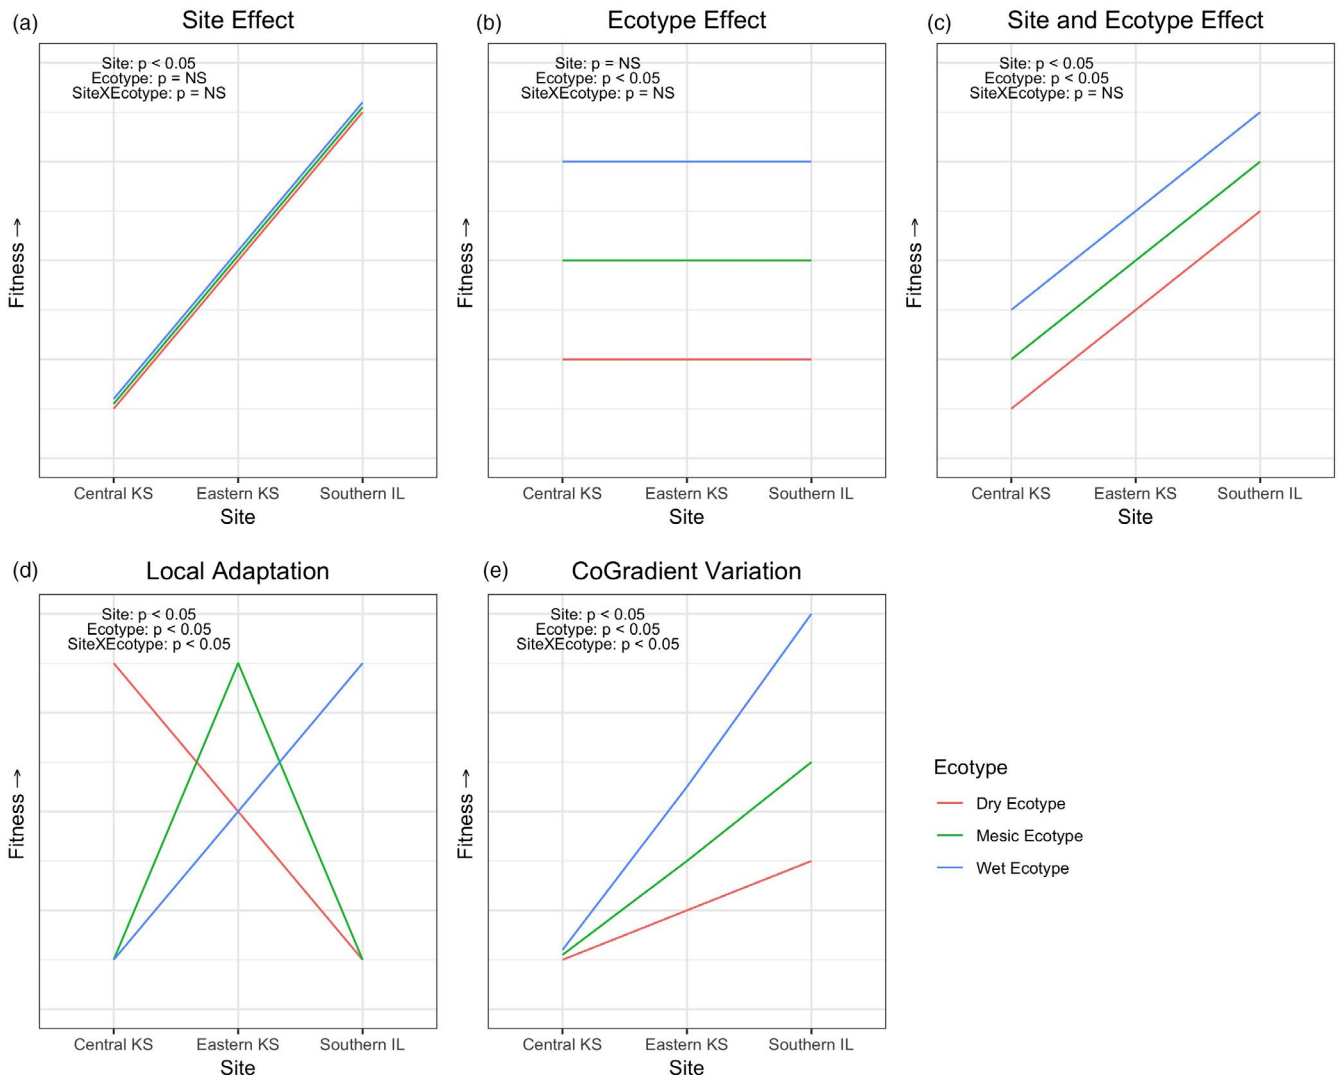 (a) Site Effect
Site: p < 0.05
Ecotype: p = NS
SiteXEcotype: p = NS
Fitness →
Central KS Eastern KS Southern IL
Site
(b) Ecotype Effect
Site: p = NS
Ecotype: p < 0.05
SiteXEcotype: p = NS
Fitness →
Central KS Eastern KS Southern IL
Site
(c) Site and Ecotype Effect
Site: p < 0.05
Ecotype: p < 0.05
SiteXEcotype: p = NS
Fitness →
Central KS Eastern KS Southern IL
Site
(d) Local Adaptation
Site: p < 0.05
Ecotype: p < 0.05
SiteXEcotype: p < 0.05
Fitness →
Central KS Eastern KS Southern IL
Site
(e) CoGradient Variation
Site: p < 0.05
Ecotype: p < 0.05
SiteXEcotype: p < 0.05
Fitness →
Central KS Eastern KS Southern IL
Site
Ecotype
Dry Ecotype
Mesic Ecotype
Wet Ecotype